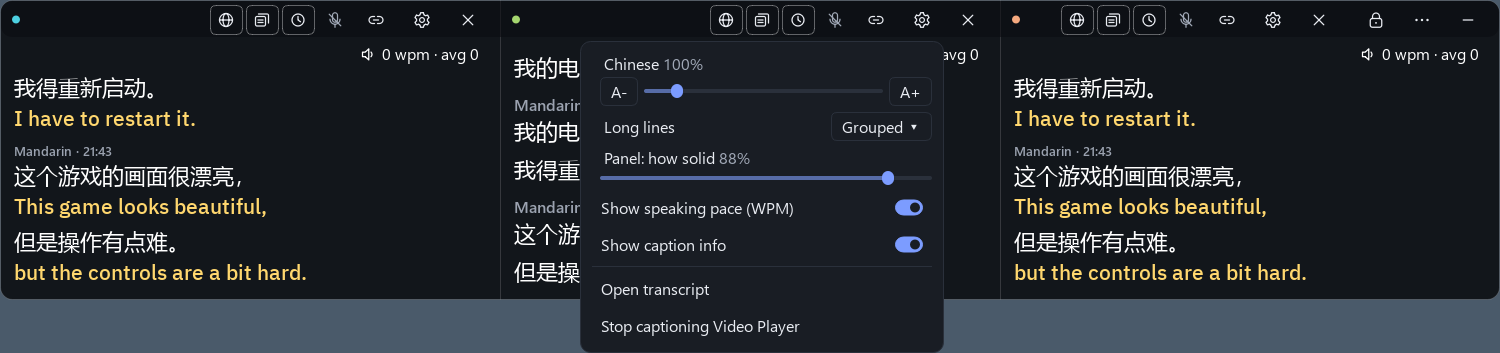 0 wpm · avg 0
我得重新启动。
I have to restart it.
Mandarin · 21:43
这个游戏的画面很漂亮，
This game looks beautiful,
但是操作有点难。
but the controls are a bit hard.
我的电
Mandarin
我的电
我得重
Mandarin
这个游
但是操
avg 0
Chinese 100%
A-
A+
Long lines
Grouped
Panel: how solid 88%
Show speaking pace (WPM)
Show caption info
Open transcript
Stop captioning Video Player
0 wpm · avg 0
我得重新启动。
I have to restart it.
Mandarin · 21:43
这个游戏的画面很漂亮，
This game looks beautiful,
但是操作有点难。
but the controls are a bit hard.